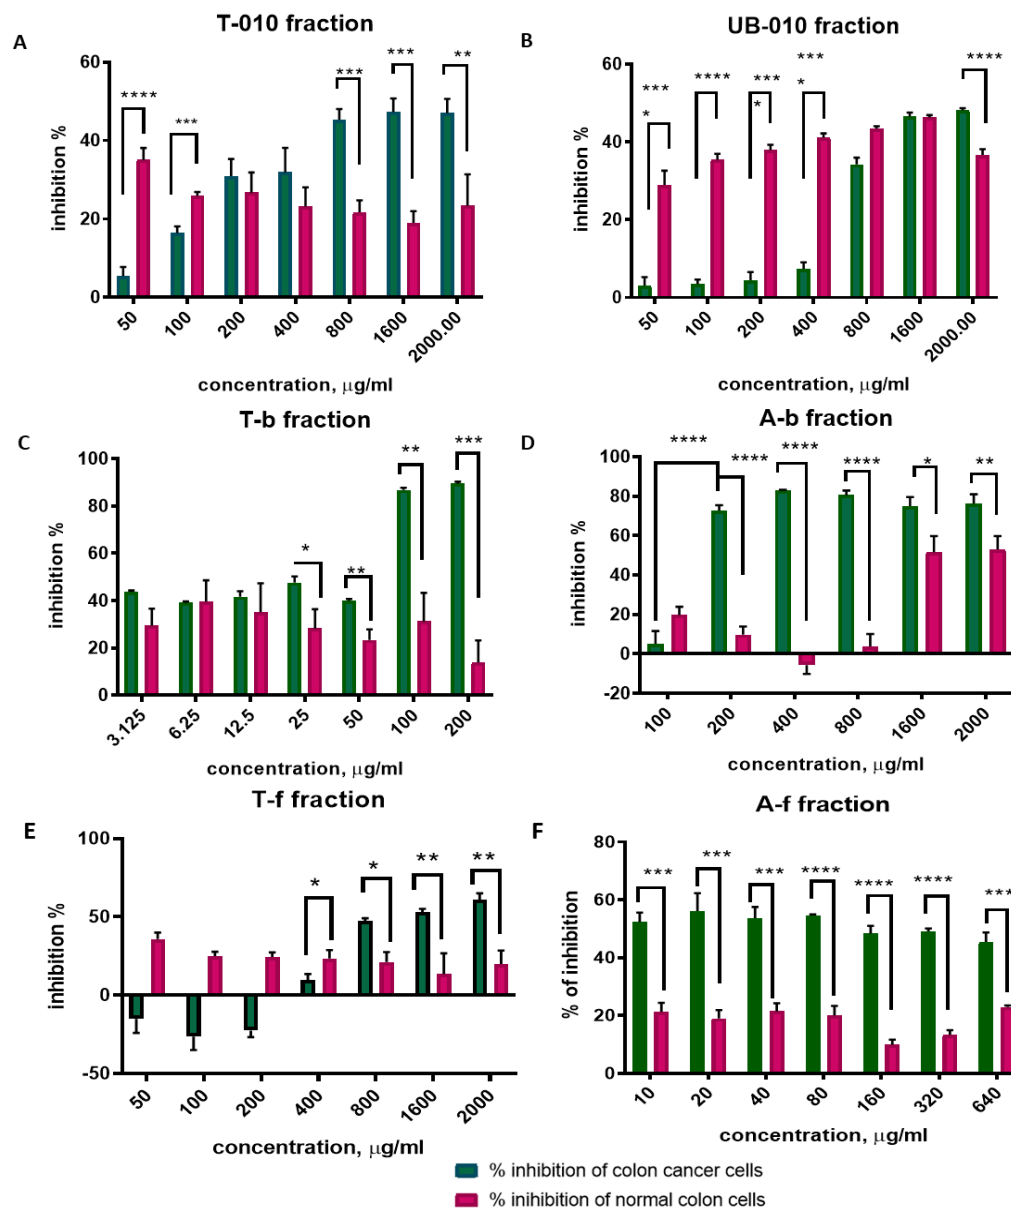 T-010 fraction
A
60
40
20
0
inhibition %
**** *** *** *** **
50 100 200 400 800 1600 2000.00
concentration, μg/ml
UB-010 fraction
B
60
40
20
0
inhibition %
*** * **** *** * *** * ****
50 100 200 400 800 1600 2000.00
concentration, μg/ml
T-b fraction
C
100
80
60
40
20
0
inhibition %
* ** ** ***
3.125 6.25 12.5 25 50 100 200
concentration, μg/ml
A-b fraction
D
100
80
60
40
20
0
-20
inhibition %
**** **** **** **** * **
100 200 400 800 1600 2000
concentration, μg/ml
T-f fraction
E
100
50
0
-50
inhibition %
* * ** **
50 100 200 400 800 1600 2000
concentration, μg/ml
A-f fraction
F
80
60
40
20
0
% of inhibition
*** *** *** **** **** **** ***
10 20 40 80 160 320 640
concentration, μg/ml
% inhibition of colon cancer cells
% inihibition of normal colon cells